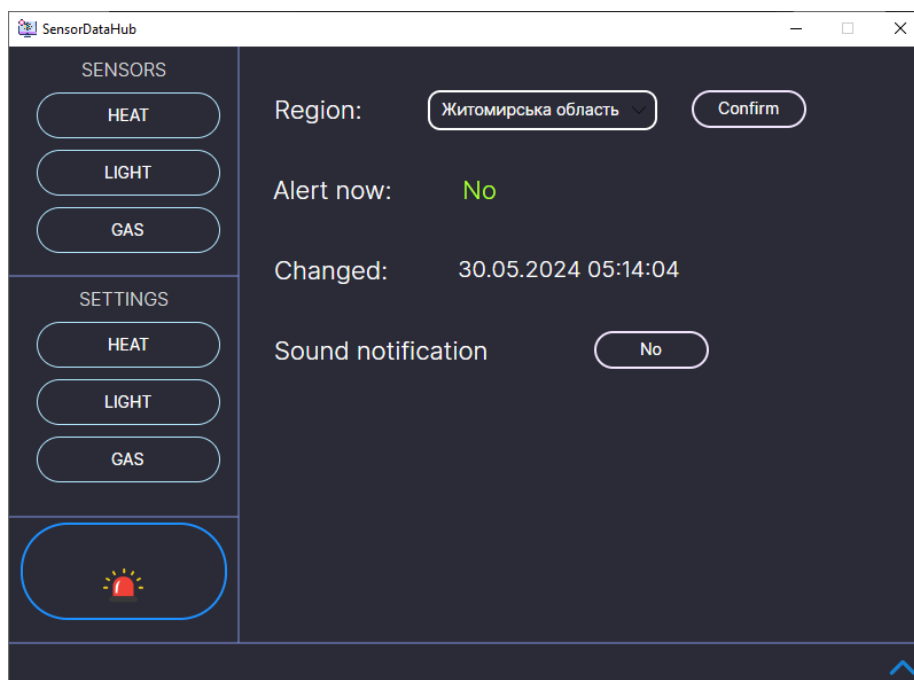 SensorDataHub
SENSORS
HEAT
LIGHT
GAS
SETTINGS
HEAT
LIGHT
GAS
Region:
Житомирська область
Confirm
Alert now:
No
Changed:
30.05.2024 05:14:04
Sound notification
No